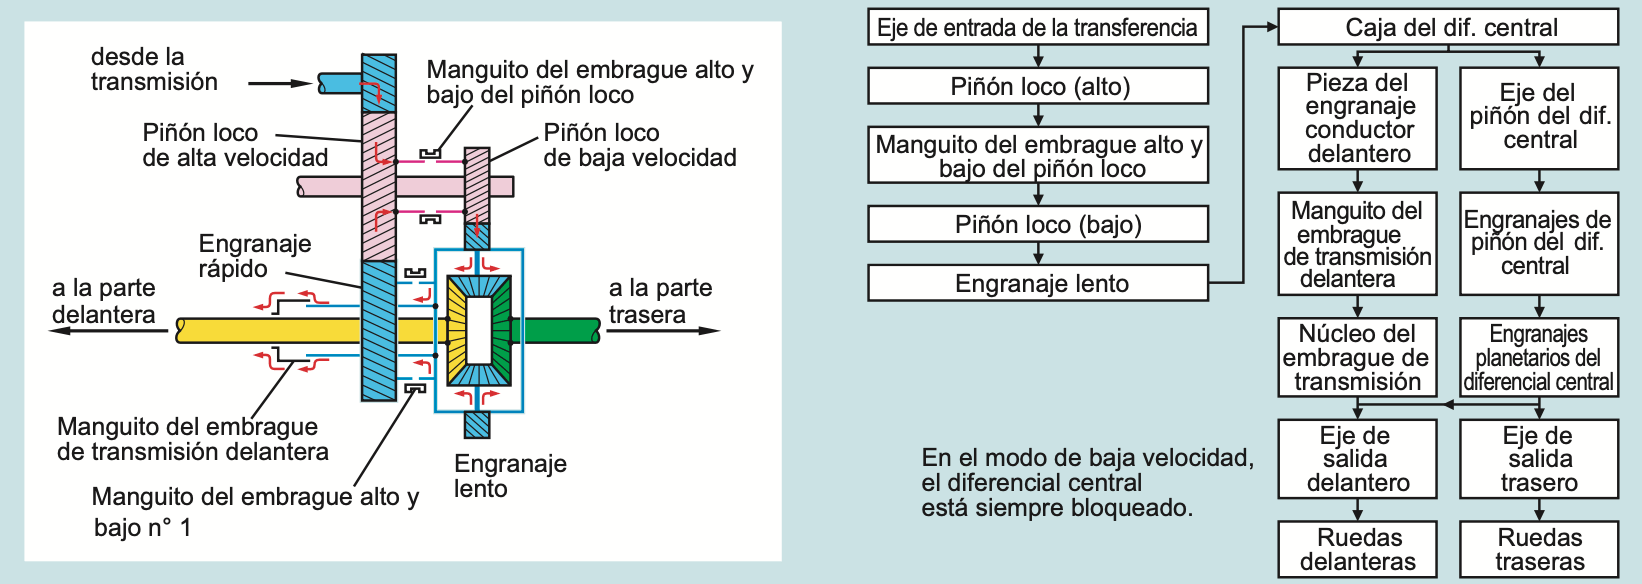 desde la
transmisión
Manguito del embrague alto y
bajo del piñón loco
Piñón loco
de alta velocidad
Piñón loco
de baja velocidad
Engranaje
rápido
a la parte
delantera
a la parte
trasera
Manguito del embrague
de transmisión delantera
Engranaje
lento
Manguito del embrague alto y
bajo n° 1
Eje de entrada de la transferencia
Piñón loco (alto)
Manguito del embrague alto y
bajo del piñón loco
Piñón loco (bajo)
Engranaje lento
Caja del dif. central
Pieza del
engranaje
conductor
delantero
Eje del
piñón del dif.
central
Manguito del
embrague
de transmisión
delantera
Engranajes de
piñón del dif.
central
Núcleo del
embrague de
transmisión
Engranajes
planetarios del
diferencial central
Eje de
salida
delantero
Eje de
salida
trasero
Ruedas
delanteras
Ruedas
traseras
En el modo de baja velocidad,
el diferencial central
está siempre bloqueado.